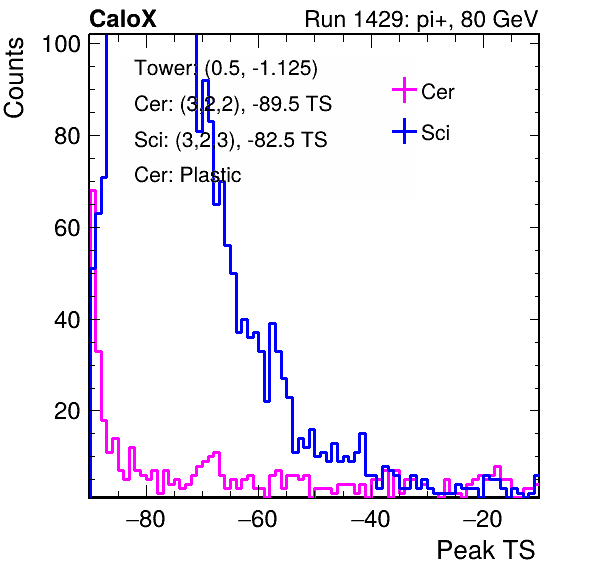 CaloX Run 1429: pi+, 80 GeV
Counts
100
80
60
40
20
Tower: (0.5, -1.125)
Cer: (3,2,2), -89.5 TS
Sci: (3,2,3), -82.5 TS
Cer: Plastic
Cer
Sci
−80 −60 −40 −20
Peak TS